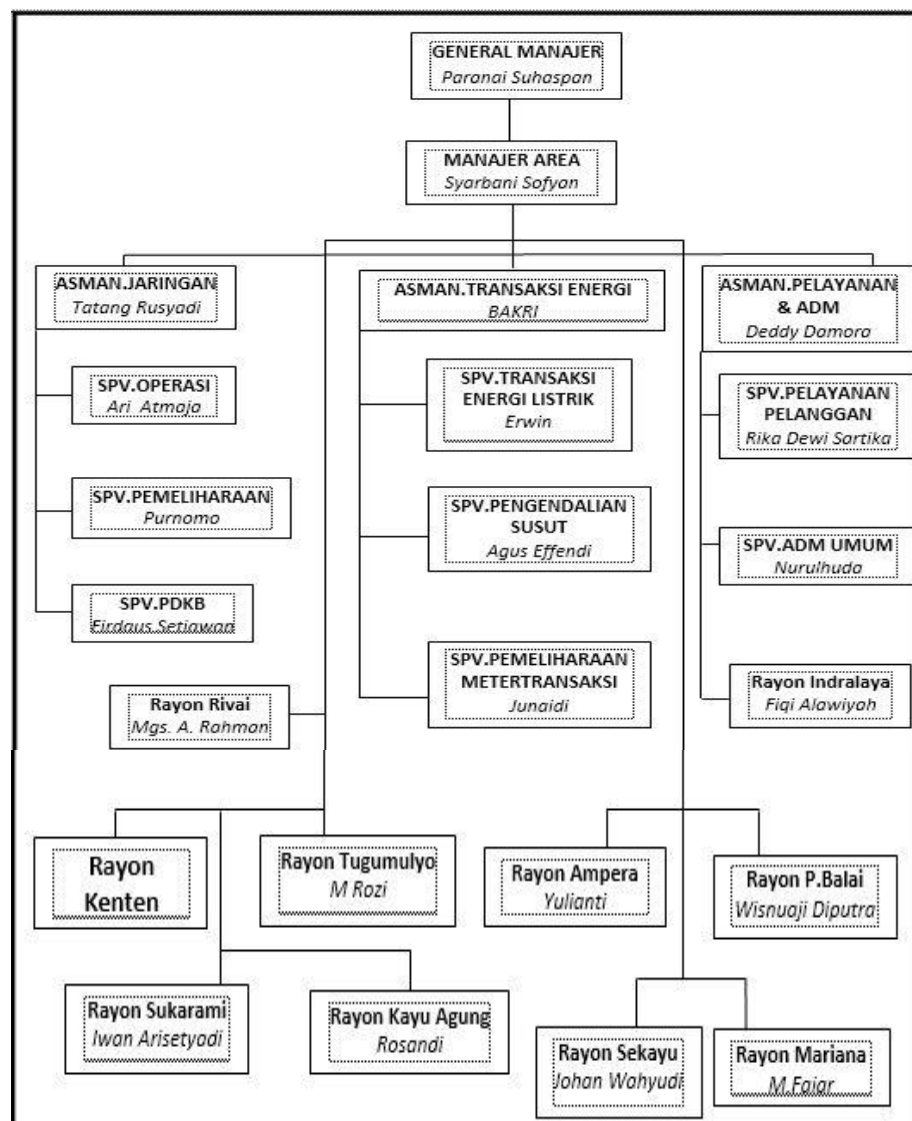 GENERAL MANAJER
Paranai Suhaspan
MANAJER AREA
Syarbani Sofyan
ASMAN.JARINGAN
Tatang Rusyadi
ASMAN.TRANSAKSI ENERGI
BAKRI
ASMAN.PELAYANAN
& ADM
Deddy Damora
SPV.OPERASI
Ari Atmaja
SPV.TRANSAKSI
ENERGI LISTRIK
Erwin
SPV.PELAYANAN
PELANGGAN
Rika Dewi Sartika
SPV.PEMELIHARAAN
Purnomo
SPV.PENGENDALIAN
SUSUT
Agus Effendi
SPV.ADM UMUM
Nurulhuda
SPV.PDKB
Firdaus Setiawan
SPV.PEMELIHARAAN
METERTRANSAKSI
Junaidi
Rayon Indralaya
Fiqi Alawiyah
Rayon Rivai
Mgs. A. Rahman
Rayon
Kenten
Rayon Tugumulyo
M Rozi
Rayon Ampera
Yulianti
Rayon P.Balai
Wisnuaji Diputra
Rayon Sukarami
Iwan Arisetyadi
Rayon Kayu Agung
Rosandi
Rayon Sekayu
Johan Wahyudi
Rayon Mariana
M.Fajar